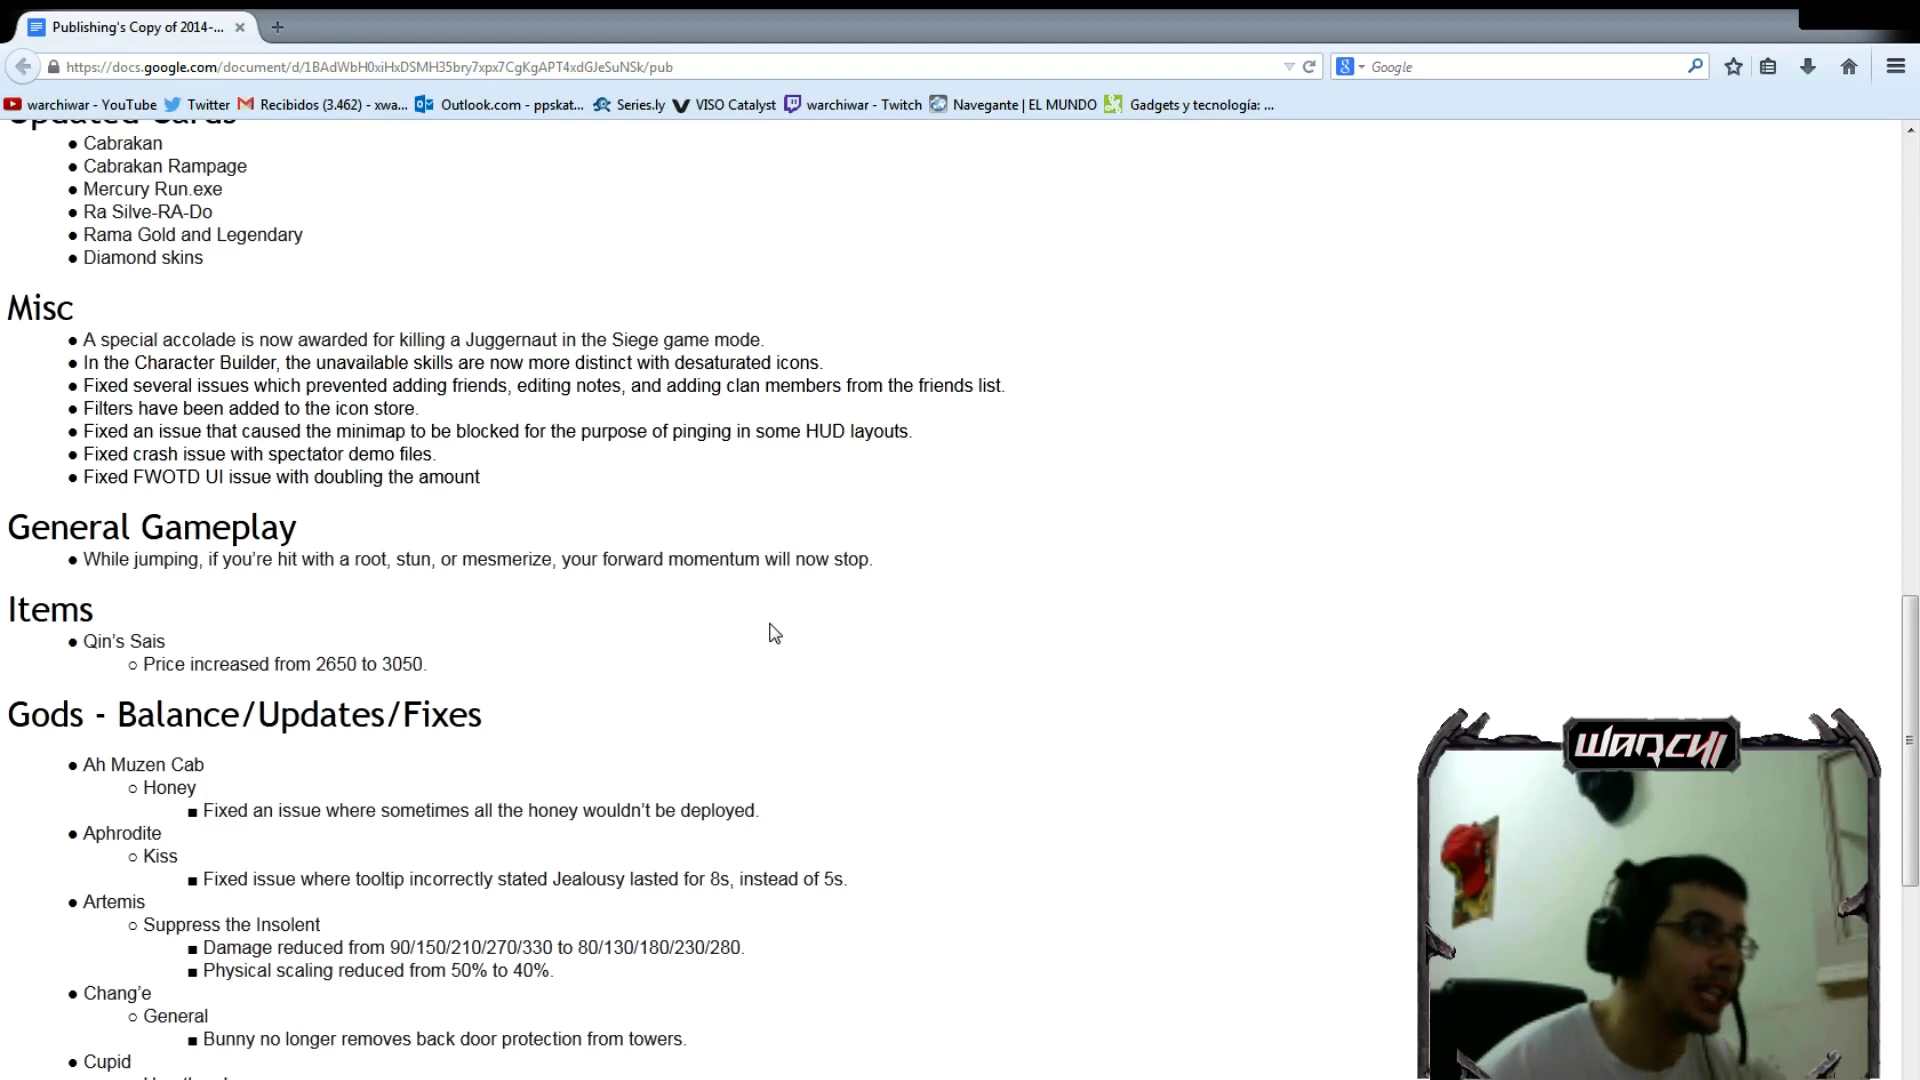 Publishing's Copy of 2014-...
https://docs.google.com/document/d/1BAdWbH0xiHxDSMH35bry7xpx7CgKgAPT4xdGJeSuNSk/pub
Google
warchiwar - YouTube Twitter Recibidos (3.462) - xwa... Outlook.com - ppskat... Series.ly VISO Catalyst warchiwar - Twitch Navegante | EL MUNDO Gadgets y tecnología: ...
Updated Cards
● Cabrakan
● Cabrakan Rampage
● Mercury Run.exe
● Ra Silve-RA-Do
● Rama Gold and Legendary
● Diamond skins
Misc
● A special accolade is now awarded for killing a Juggernaut in the Siege game mode.
● In the Character Builder, the unavailable skills are now more distinct with desaturated icons.
● Fixed several issues which prevented adding friends, editing notes, and adding clan members from the friends list.
● Filters have been added to the icon store.
● Fixed an issue that caused the minimap to be blocked for the purpose of pinging in some HUD layouts.
● Fixed crash issue with spectator demo files.
● Fixed FWOTD UI issue with doubling the amount
General Gameplay
● While jumping, if you’re hit with a root, stun, or mesmerize, your forward momentum will now stop.
Items
● Qin’s Sais
○ Price increased from 2650 to 3050.
Gods - Balance/Updates/Fixes
● Ah Muzen Cab
○ Honey
■ Fixed an issue where sometimes all the honey wouldn’t be deployed.
● Aphrodite
○ Kiss
■ Fixed issue where tooltip incorrectly stated Jealousy lasted for 8s, instead of 5s.
● Artemis
○ Suppress the Insolent
■ Damage reduced from 90/150/210/270/330 to 80/130/180/230/280.
■ Physical scaling reduced from 50% to 40%.
● Chang’e
○ General
■ Bunny no longer removes back door protection from towers.
● Cupid
WARCHI